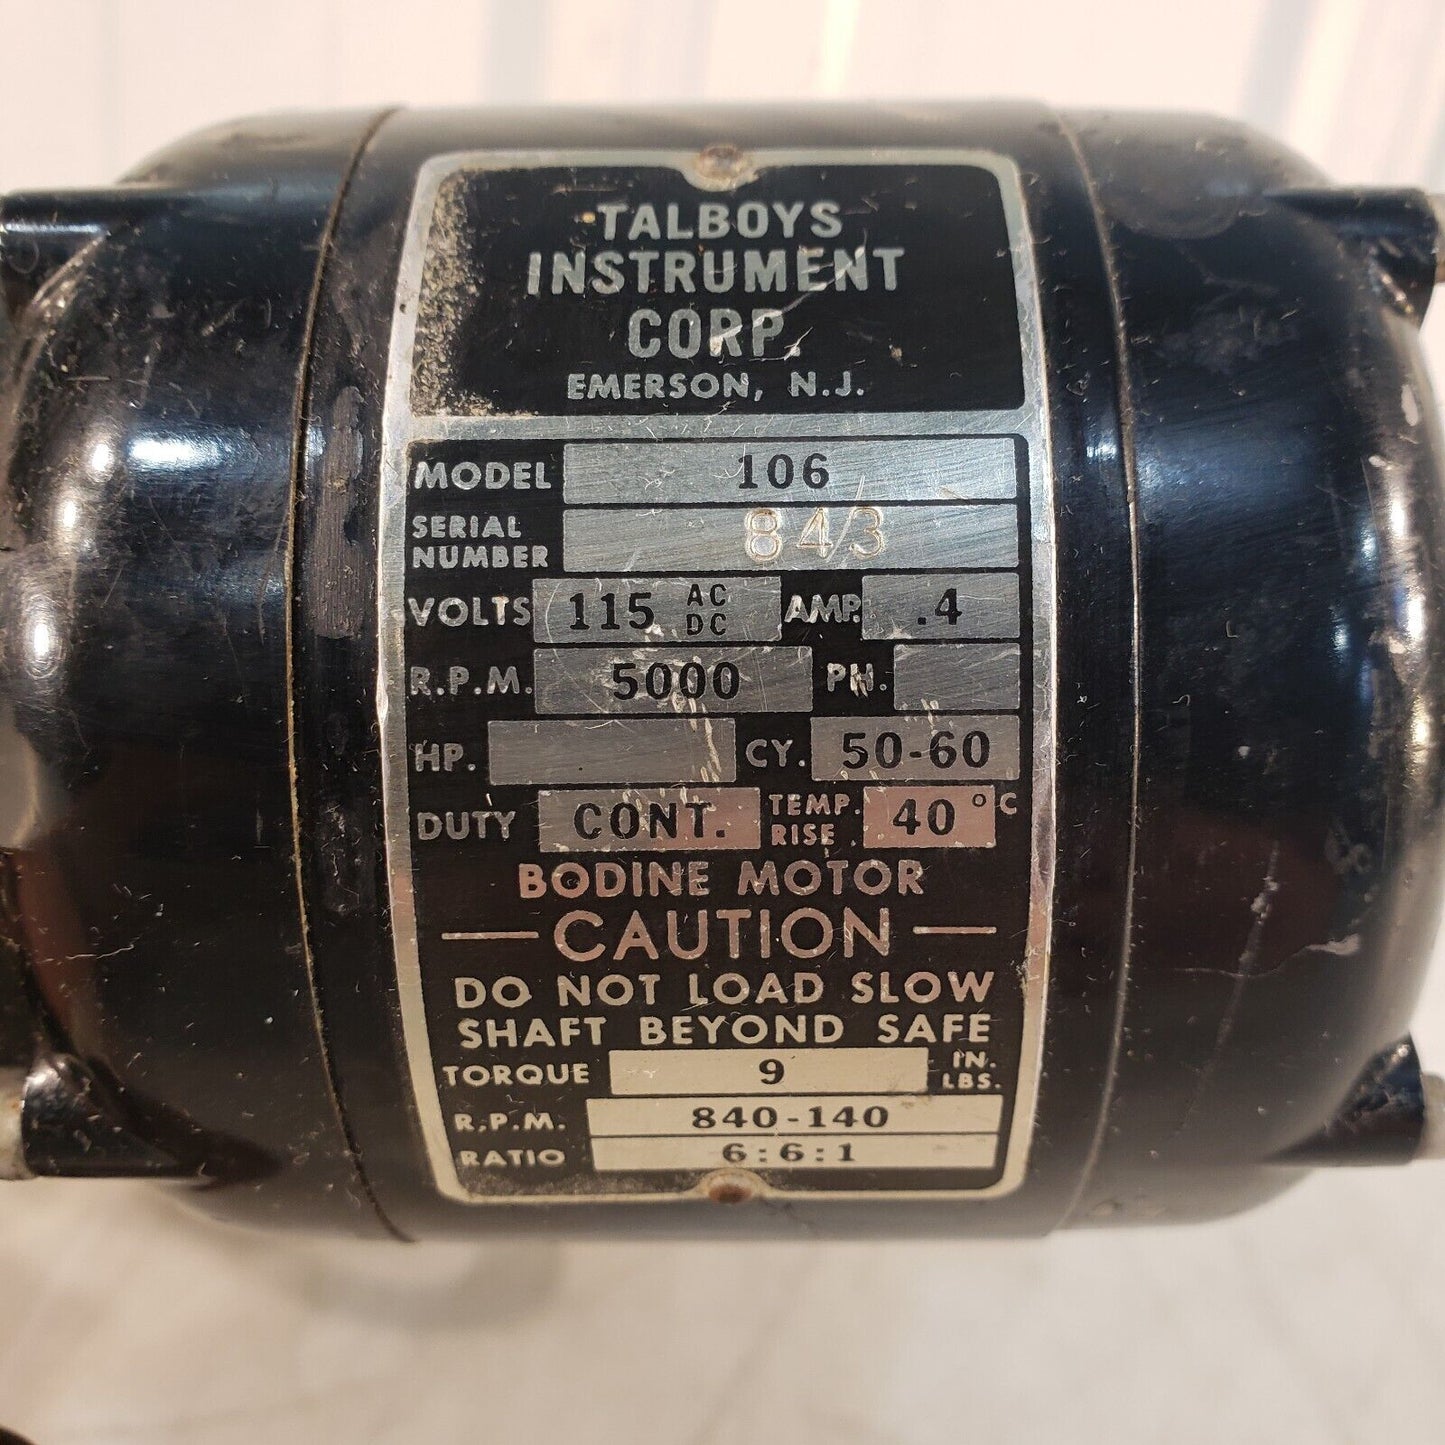 TALBOYS
INSTRUMENT
CORP.
EMERSON, N.J.
MODEL 106
SERIAL NUMBER 84/3
VOLTS 115 AC DC AMP. .4
R.P.M. 5000 PH.
HP. CY. 50-60
DUTY CONT. TEMP. RISE . 40 °C
BODINE MOTOR
CAUTION
DO NOT LOAD SLOW
SHAFT BEYOND SAFE
TORQUE 9 IN. LBS.
R.P.M. 840-140
RATIO 6:6:1